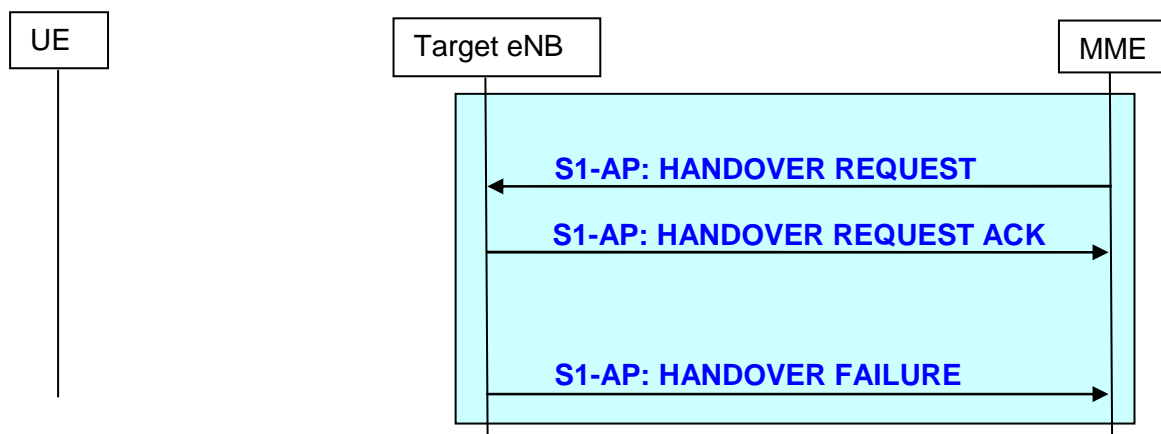 UE
Target eNB
MME
S1-AP: HANDOVER REQUEST
S1-AP: HANDOVER REQUEST ACK
S1-AP: HANDOVER FAILURE